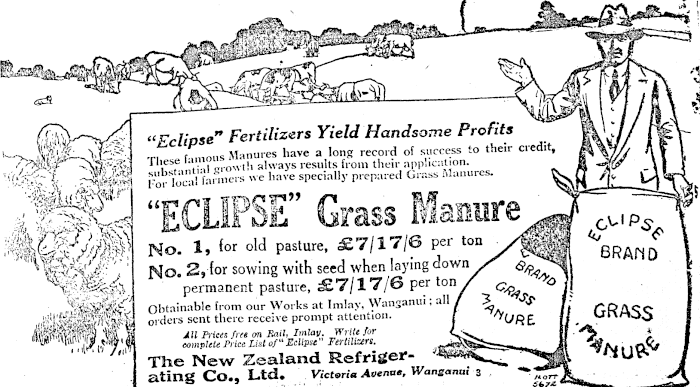 "Eclipse" Fertilizers Yield Handsome Profits
These famous Manures have a long record of success to their credit,
substantial growth always results from their application.
For local farmers we have specially prepared Grass Manures.
"ECLIPSE" Grass Manure
No. 1, for old pasture, £7/17/6 per ton
No. 2, for sowing with seed when laying down
permanent pasture, £7/17/6 per ton
Obtainable from our Works at Imlay, Wanganui; all
orders sent there receive prompt attention.
All Prices free on Rail, Imlay. Write for
complete Price List of "Eclipse" Fertilizers.
The New Zealand Refriger-
ating Co., Ltd. Victoria Avenue, Wanganui 3
BRAND
GRASS
MANURE
ECLIPSE
BRAND
GRASS
MANURE
5672